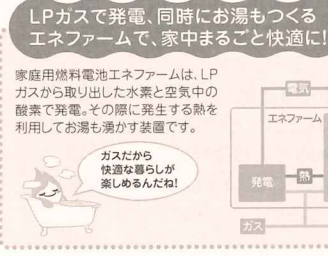 LPガスで発電、同時にお湯もつくる
エネファームで、家中まるごと快適に!
家庭用燃料電池エネファームは、LP
ガスから取り出した水素と空気中の
酸素で発電。その際に発生する熱を
利用してお湯も湧かす装置です。
ガスだから
快適な暮らしが
楽しめるんだね!
電気
エネファーム
発電
熱
ガス